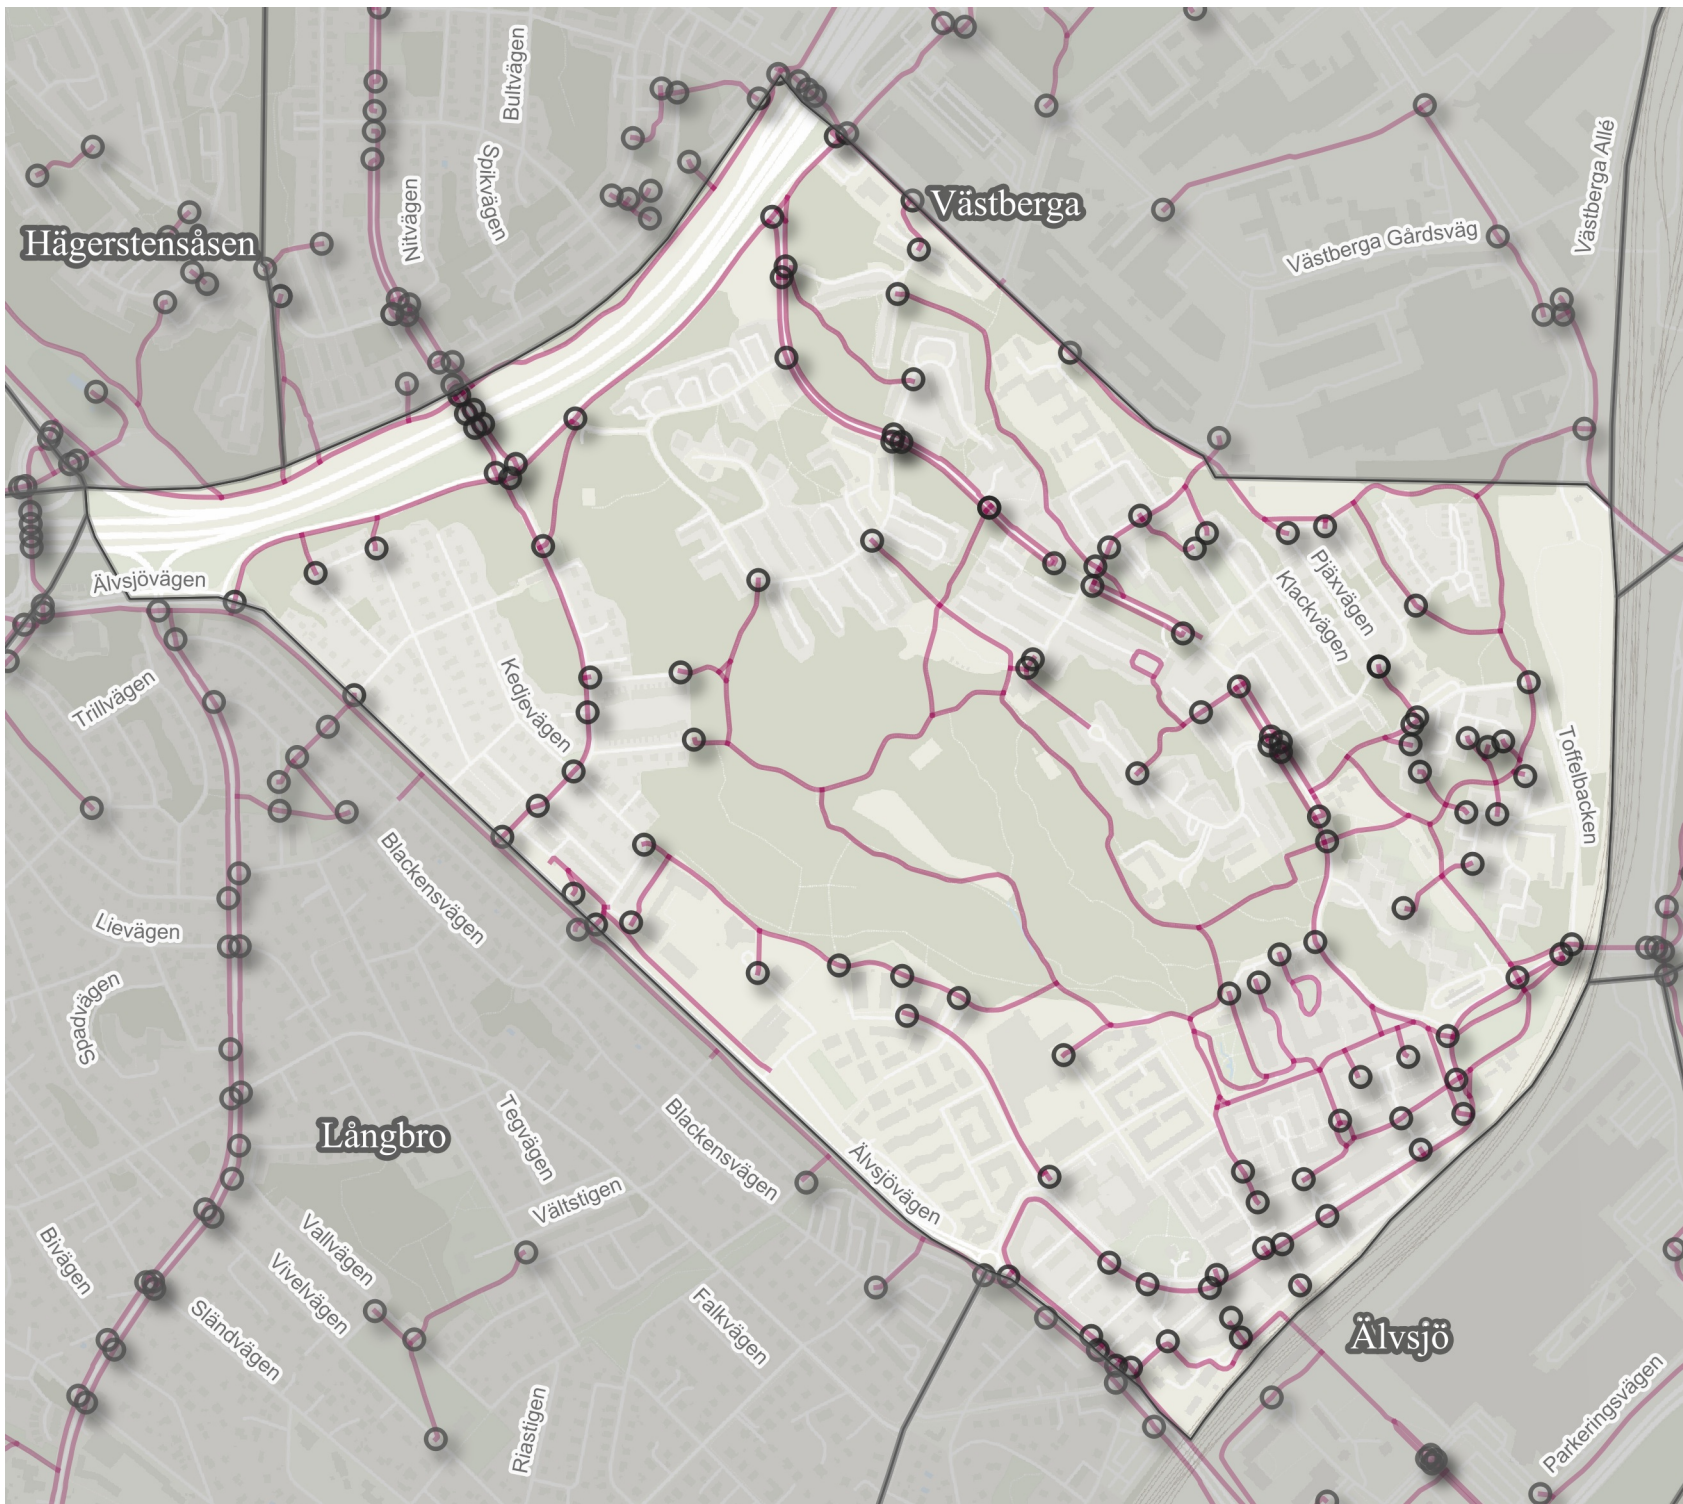 Bultvägen
Spikvägen
Nitvägen
Hägerstensåsen
Västberga
Västberga Allé
Västberga Gårdsväg
Älvsjövägen
Pjäxvägen
Klackvägen
Trillvägen
Kedjevägen
Toffelbacken
Blackensvägen
Lievägen
Spadvägen
Långbro
Tegvägen
Blackensvägen
Älvsjövägen
Vältstigen
Bivägen
Vallvägen
Vivelvägen
Sländvägen
Falkvägen
Riastigen
Älvsjö
Parkeringsvägen